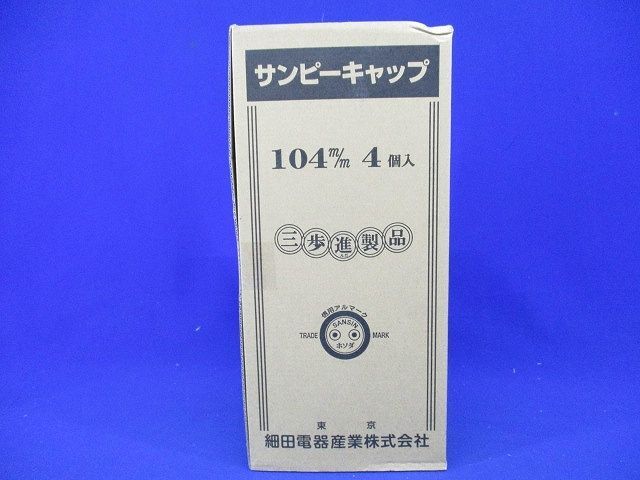 サンピーキャップ
104m/m 4個入
三歩進製品
信用アルマーク
SANSIN
TRADE MARK
ホソダ
東京
細田電器産業株式会社